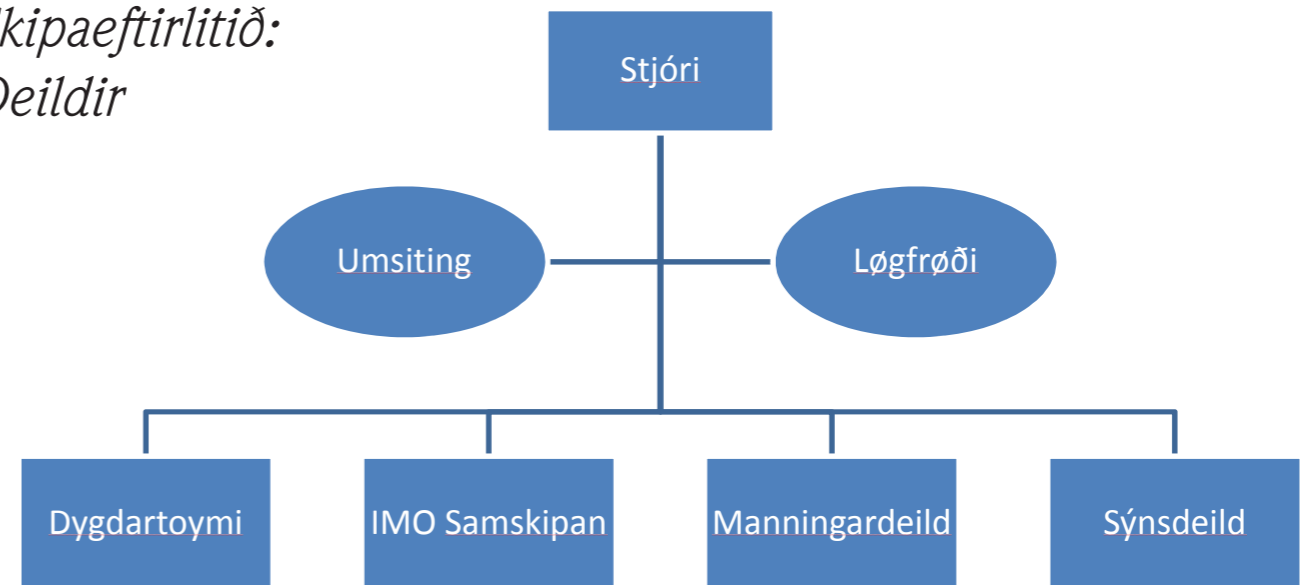 kipaeftirlitið:
Deildir
Stjóri
Umsiting
Løgfrøði
Dygdartoymi
IMO Samskipan
Manningardeild
Sýnsdeild